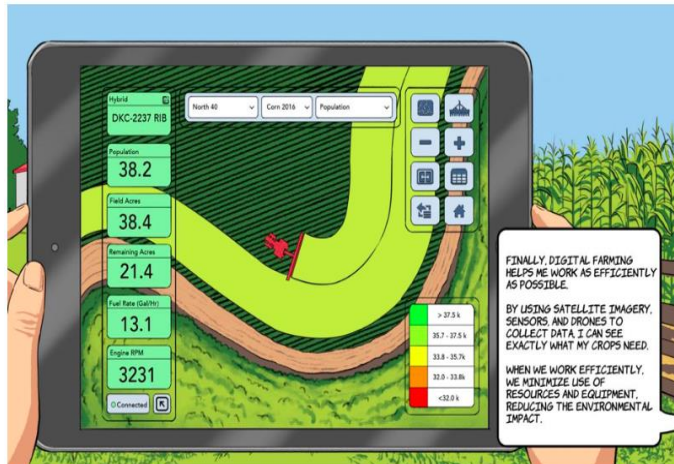 Hybrid
DKC-2237 RIB
Population
38.2
Field Acres
38.4
Remaining Acres
21.4
Fuel Rate (Gal/Hr)
13.1
Engine RPM
3231
Connected
North 40
Corn 2016
Population
> 37.5 k
35.7 - 37.5 k
33.8 - 35.7k
32.0 - 33.8k
<32.0 k
FINALLY, DIGITAL FARMING
HELPS ME WORK AS EFFICIENTLY
AS POSSIBLE.
BY USING SATELLITE IMAGERY,
SENSORS, AND DRONES TO
COLLECT DATA, I CAN SEE
EXACTLY WHAT MY CROPS NEED.
WHEN WE WORK EFFICIENTLY,
WE MINIMIZE USE OF
RESOURCES AND EQUIPMENT,
REDUCING THE ENVIRONMENTAL
IMPACT.